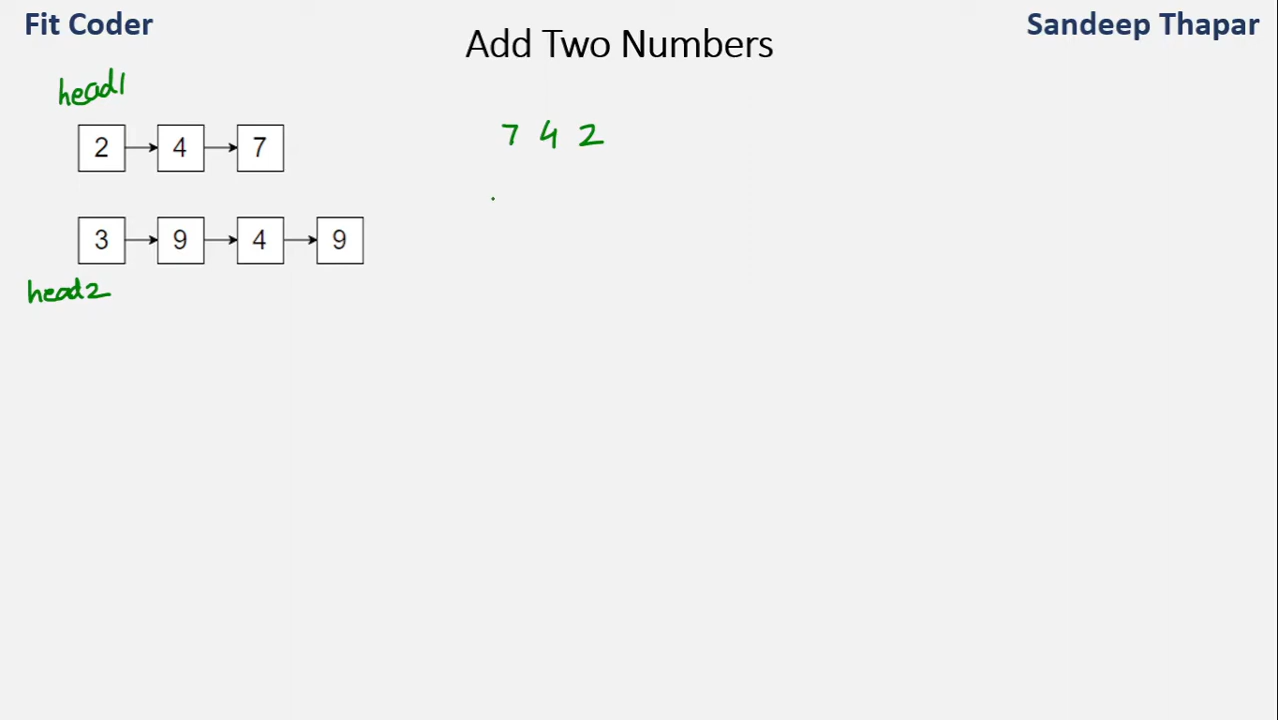 Fit Coder
Sandeep Thapar
Add Two Numbers
head1
2 4 7
7 4 2
3 9 4 9
head2